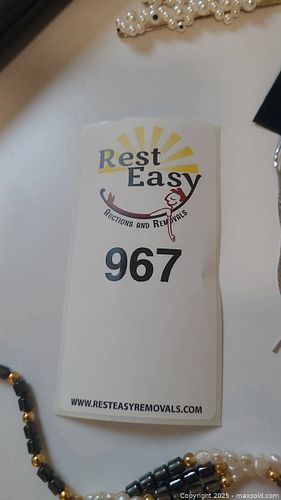 Rest
Easy
Auctions and Removals
967
www.resteasyremovals.com
Copyright 2025 - maxsold.com